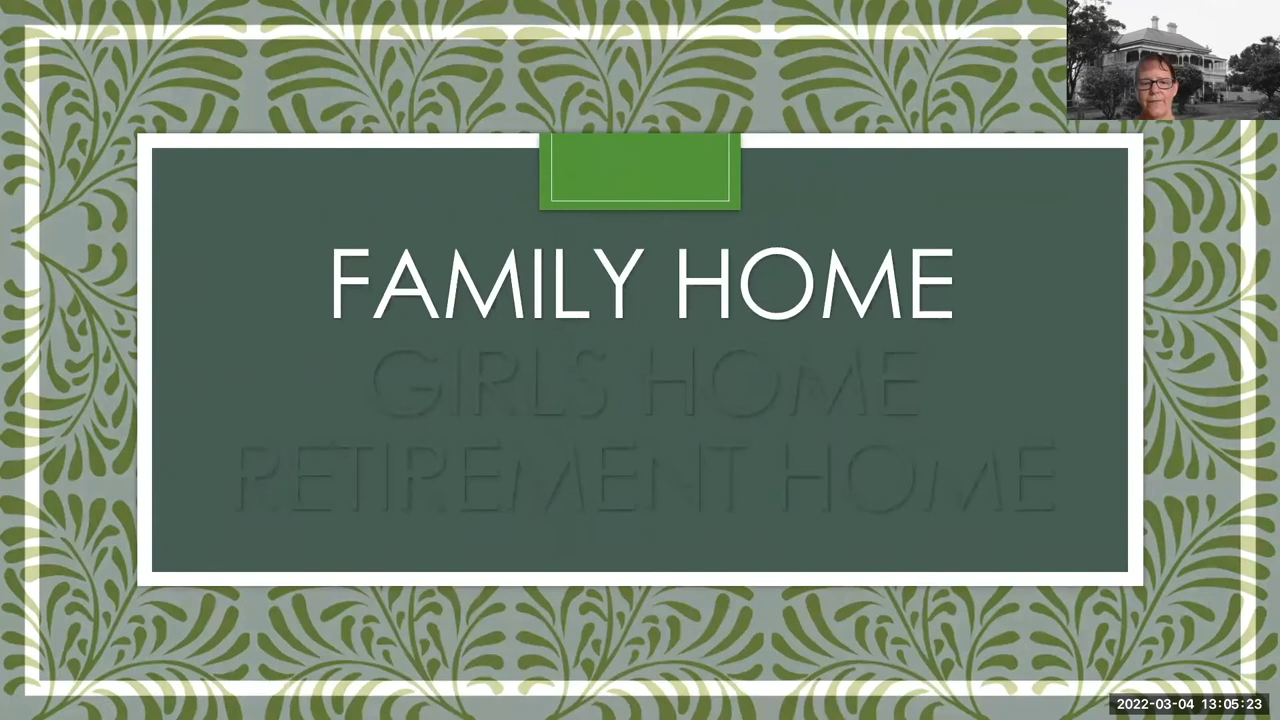 FAMILY HOME
GIRLS HOME
RETIREMENT HOME
2022-03-04 13:05:23